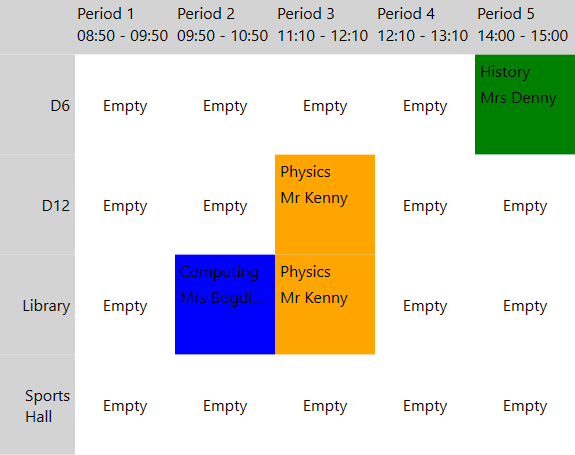 Period 1 Period 2 Period 3 Period 4 Period 5
08:50 - 09:50 09:50 - 10:50 11:10 - 12:10 12:10 - 13:10 14:00 - 15:00
D6 Empty Empty Empty Empty History
Mrs Denny
D12 Empty Empty Physics Empty Empty
Mr Kenny
Library Empty Computing Physics Empty Empty
Mrs Bogdi... Mr Kenny
Sports
Hall Empty Empty Empty Empty Empty